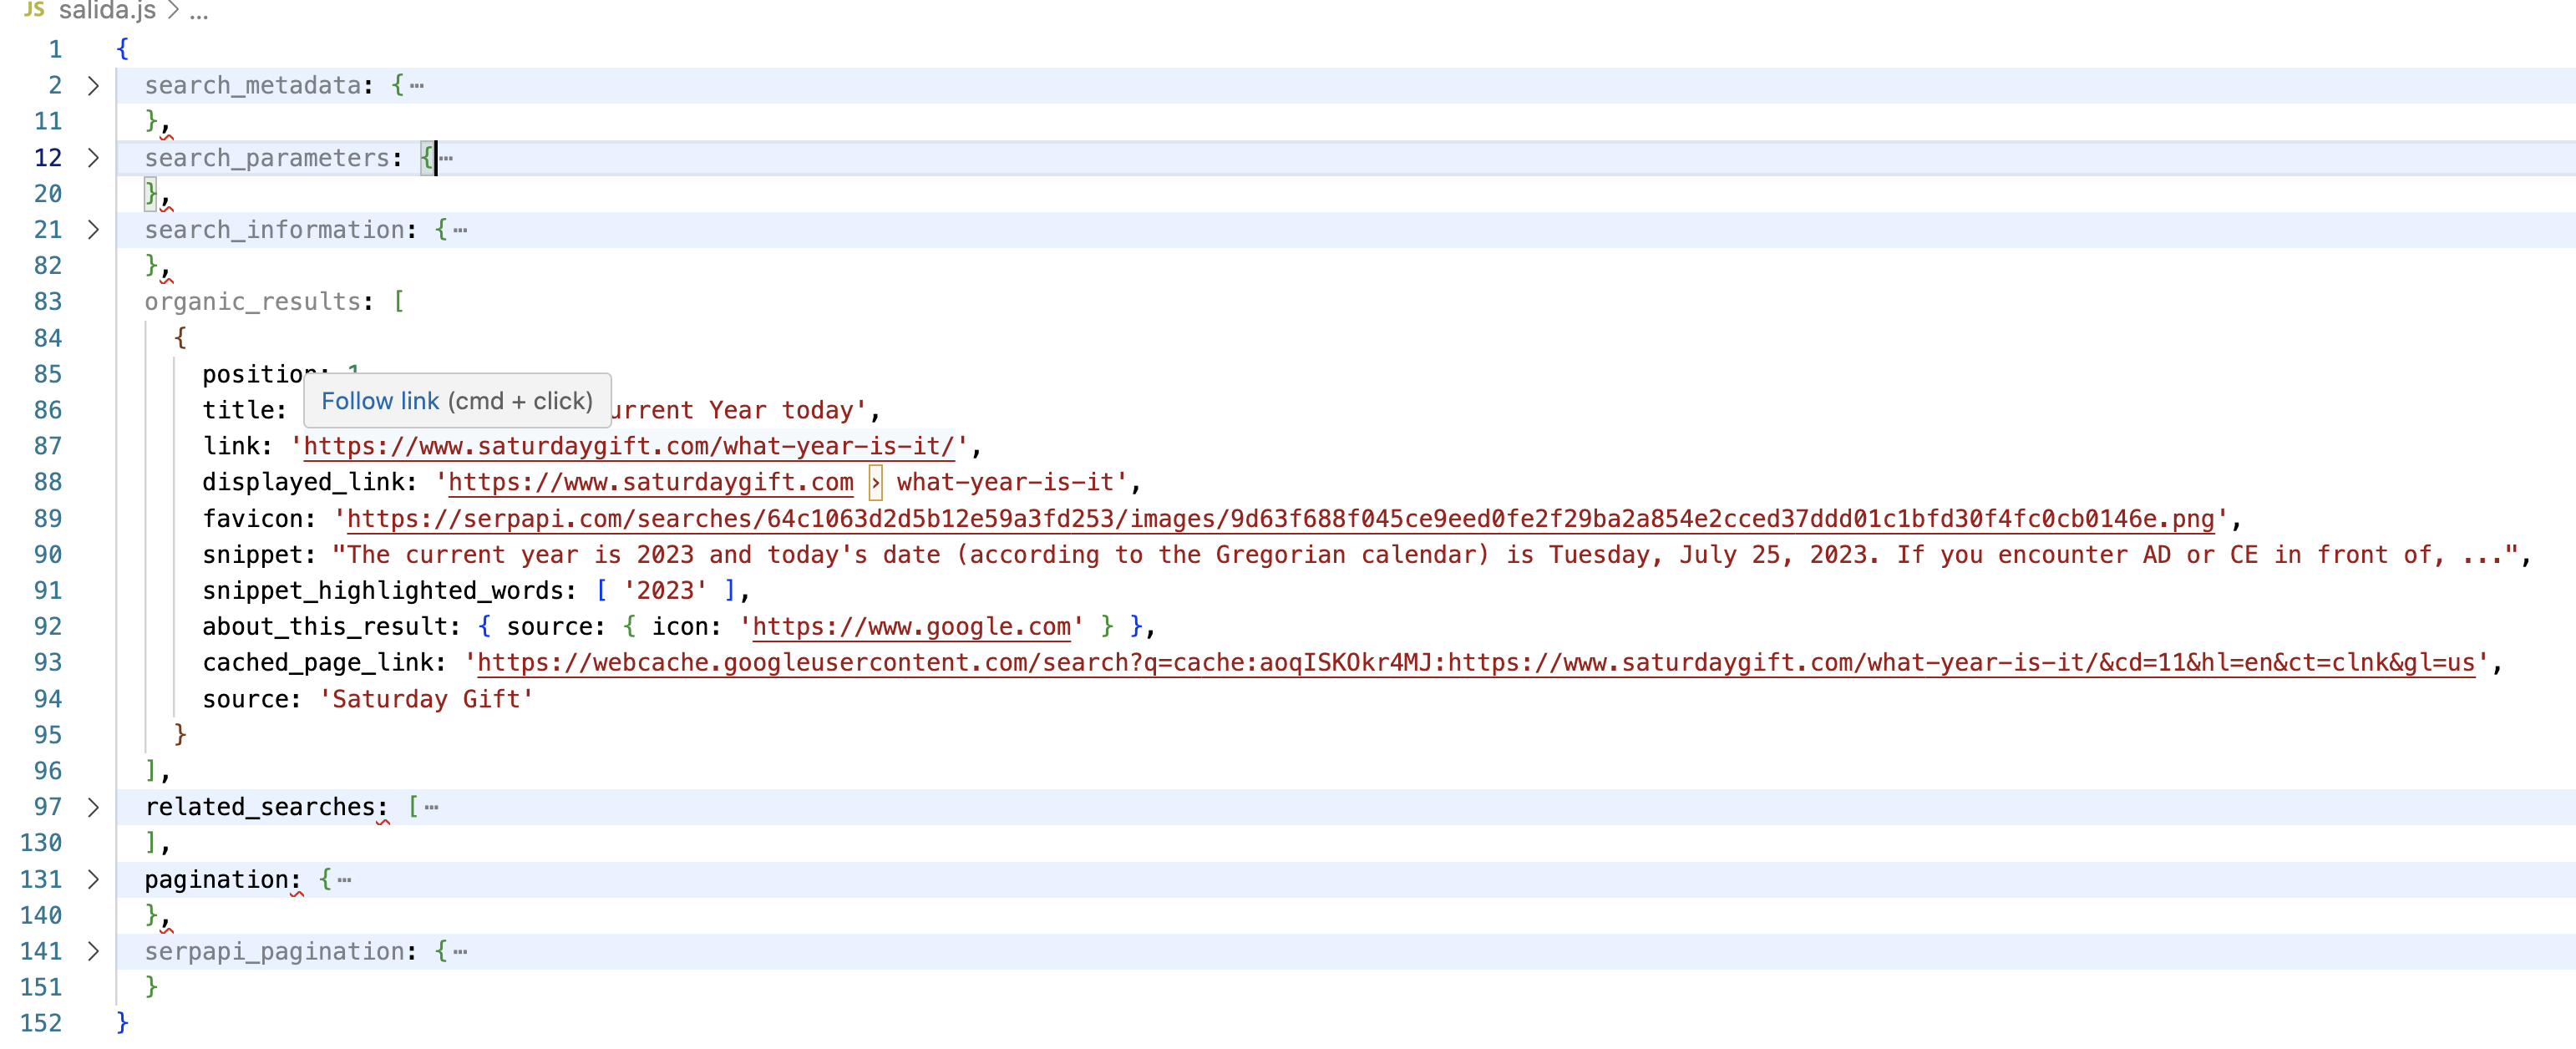 JS salida.js > ...
1 {
2 > search_metadata: {⋯
11 },
12 > search_parameters: {⋯
20 },
21 > search_information: {⋯
82 },
83 organic_results: [
84 {
85 position: 1
Follow link (cmd + click)
86 title: urrent Year today',
87 link: 'https://www.saturdaygift.com/what-year-is-it/',
88 displayed_link: 'https://www.saturdaygift.com › what-year-is-it',
89 favicon: 'https://serpapi.com/searches/64c1063d2d5b12e59a3fd253/images/9d63f688f045ce9eed0fe2f29ba2a854e2cced37ddd01c1bfd30f4fc0cb0146e.png',
90 snippet: "The current year is 2023 and today's date (according to the Gregorian calendar) is Tuesday, July 25, 2023. If you encounter AD or CE in front of, ...",
91 snippet_highlighted_words: [ '2023' ],
92 about_this_result: { source: { icon: 'https://www.google.com' } },
93 cached_page_link: 'https://webcache.googleusercontent.com/search?q=cache:aoqISKOkr4MJ:https://www.saturdaygift.com/what-year-is-it/&cd=11&hl=en&ct=clnk&gl=us',
94 source: 'Saturday Gift'
95 }
96 ],
97 > related_searches: [⋯
130 ],
131 > pagination: {⋯
140 },
141 > serpapi_pagination: {⋯
151 }
152 }